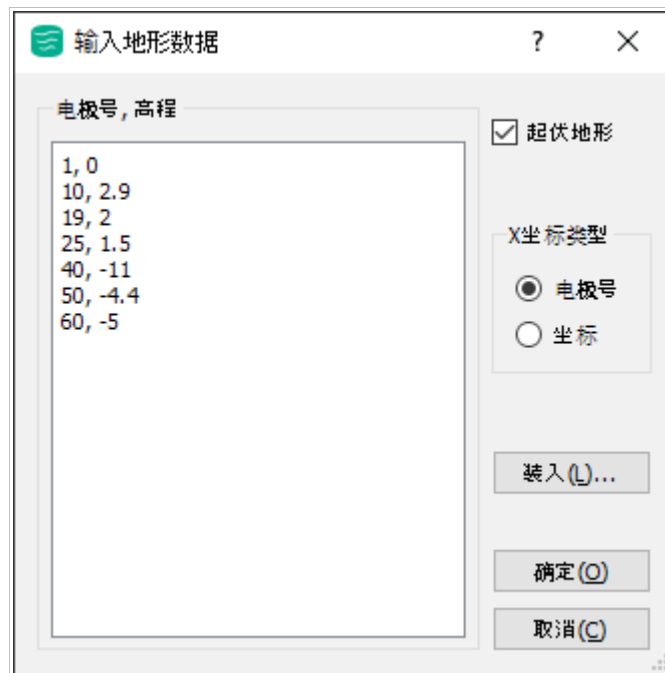 输入地形数据
?
电极号, 高程
1, 0
10, 2.9
19, 2
25, 1.5
40, -11
50, -4.4
60, -5
起伏地形
X坐标类型
电极号
坐标
装入(L)...
确定(O)
取消(C)